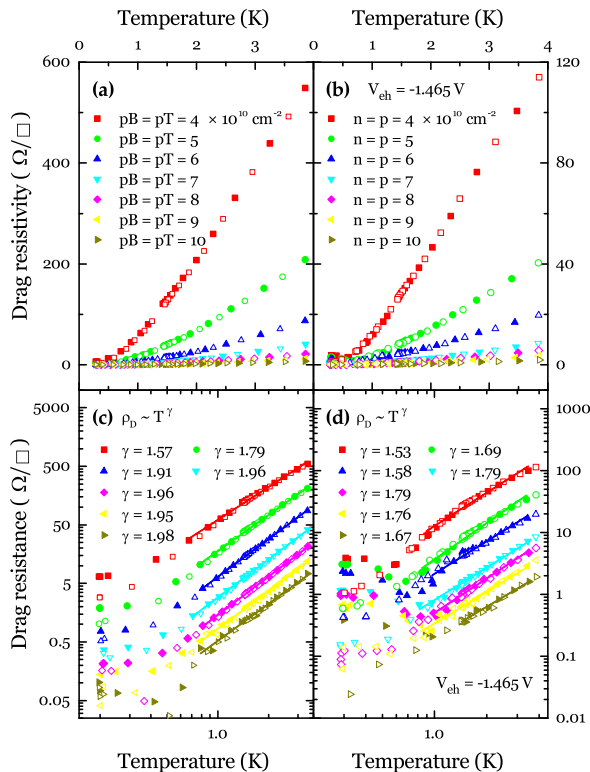 Temperature (K) Temperature (K)
0 1 2 3 0 1 2 3 4
600 (a) (b) V_eh = -1.465 V 120
pB = pT = 4 × 10^10 cm^-2 n = p = 4 × 10^10 cm^-2
pB = pT = 5 n = p = 5
pB = pT = 6 n = p = 6
pB = pT = 7 n = p = 7
pB = pT = 8 n = p = 8
pB = pT = 9 n = p = 9
pB = pT = 10 n = p = 10
400 80
200 40
0 0
Drag resistivity ( Ω/□)
5000 (c) ρ_D ~ T^γ (d) ρ_D ~ T^γ 1000
γ = 1.57 γ = 1.79 γ = 1.53 γ = 1.69
γ = 1.91 γ = 1.96 γ = 1.58 γ = 1.79
γ = 1.96 γ = 1.79
γ = 1.95 γ = 1.76
γ = 1.98 γ = 1.67
500 100
50 10
5 1
0.5 0.1
0.05 0.01
V_eh = -1.465 V
Drag resistance ( Ω/□)
1.0 1.0
Temperature (K) Temperature (K)